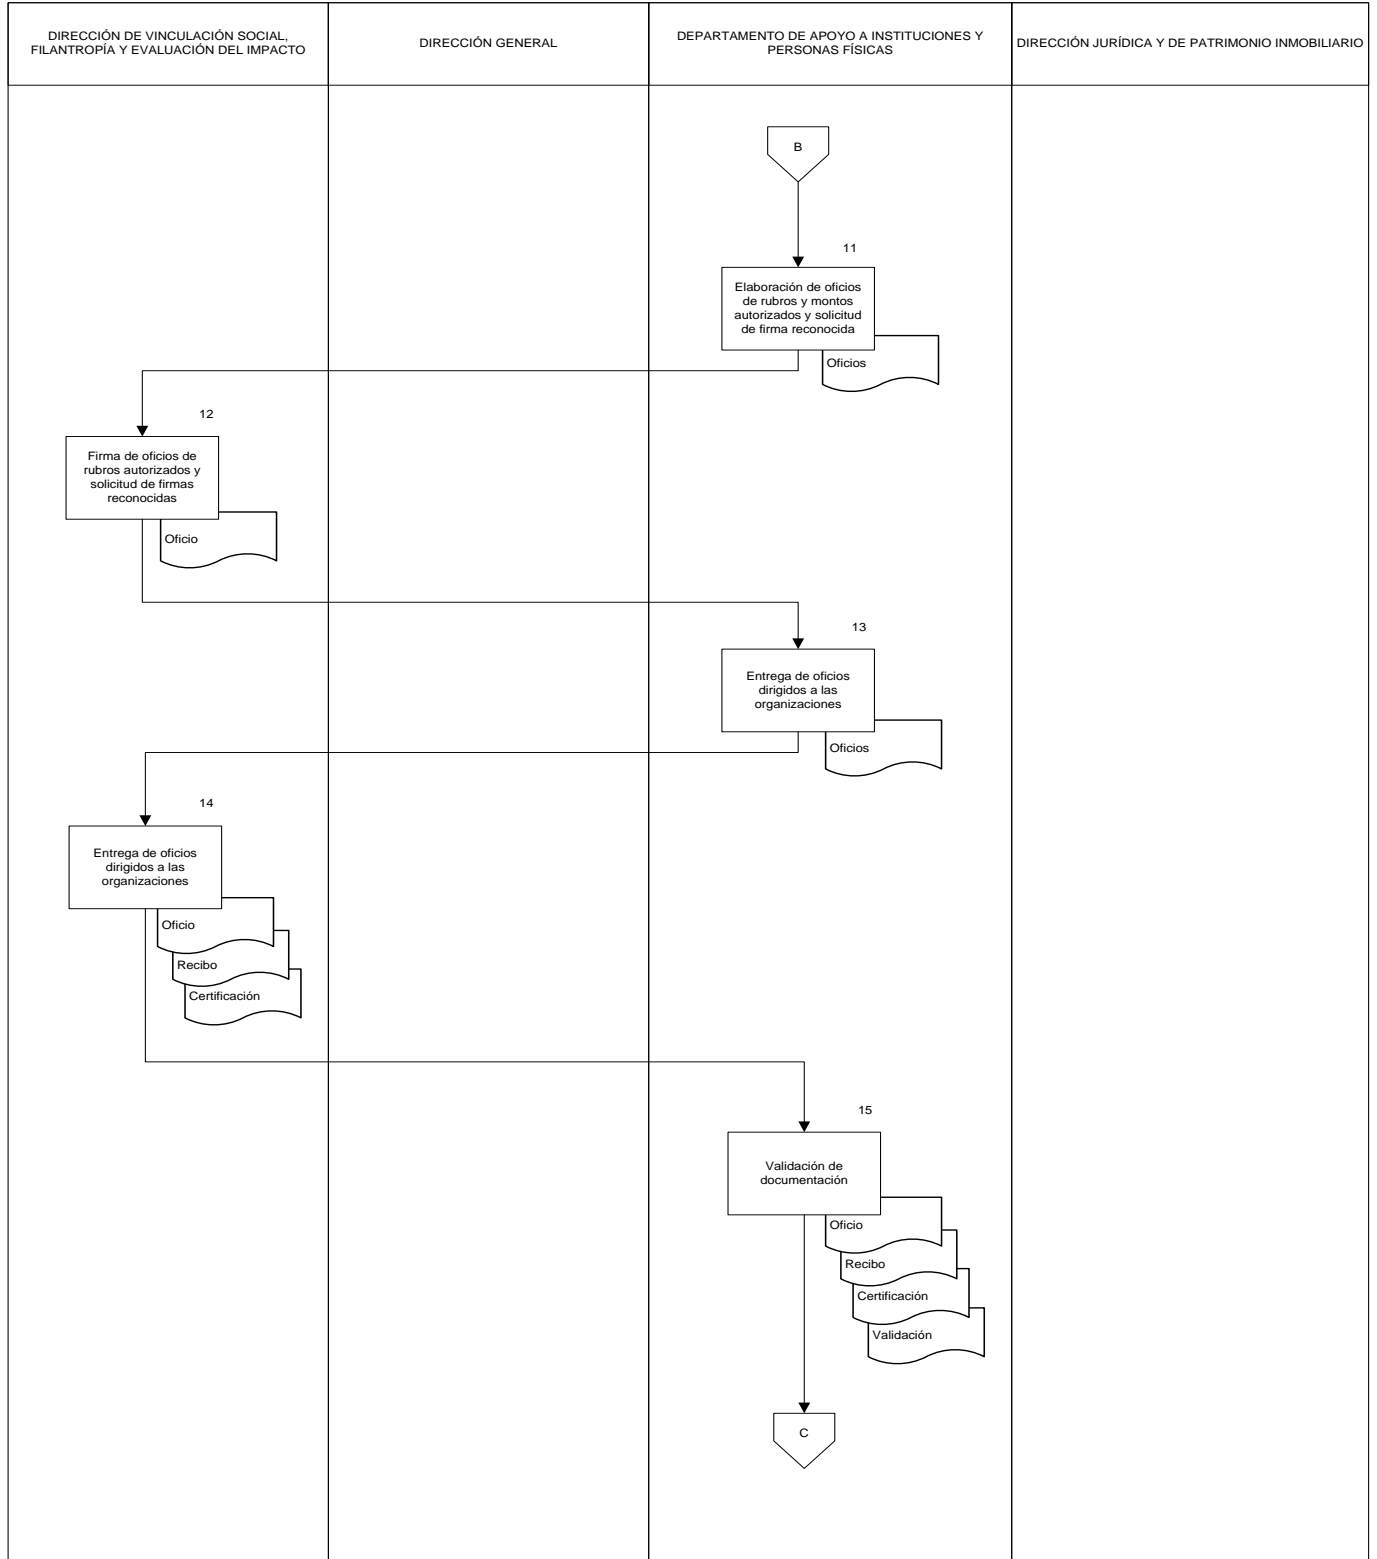 DIRECCIÓN DE VINCULACIÓN SOCIAL,
FILANTROPÍA Y EVALUACIÓN DEL IMPACTO
DIRECCIÓN GENERAL
DEPARTAMENTO DE APOYO A INSTITUCIONES Y
PERSONAS FÍSICAS
DIRECCIÓN JURÍDICA Y DE PATRIMONIO INMOBILIARIO
B
11
Elaboración de oficios
de rubros y montos
autorizados y solicitud
de firma reconocida
Oficios
12
Firma de oficios de
rubros autorizados y
solicitud de firmas
reconocidas
Oficio
13
Entrega de oficios
dirigidos a las
organizaciones
Oficios
14
Entrega de oficios
dirigidos a las
organizaciones
Oficio
Recibo
Certificación
15
Validación de
documentación
Oficio
Recibo
Certificación
Validación
C